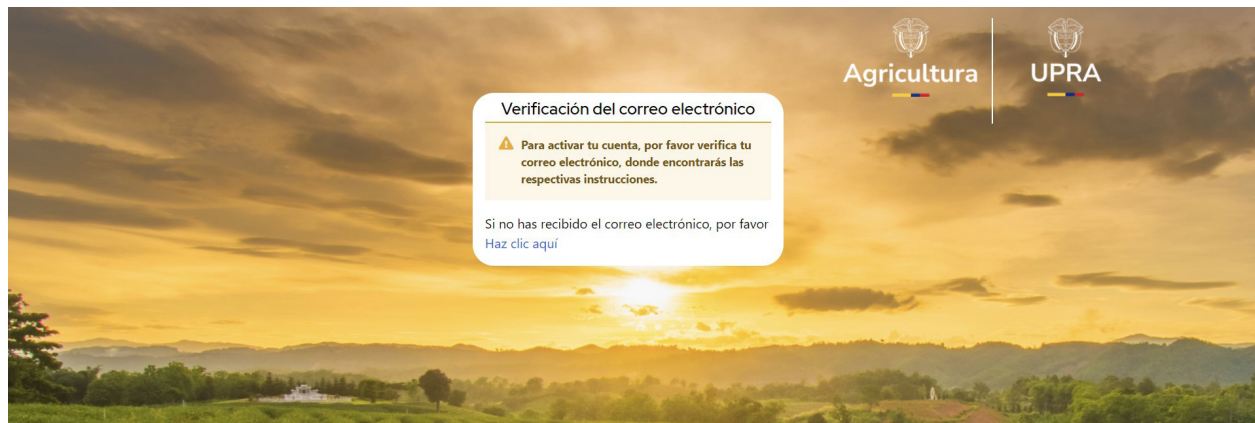 Agricultura
UPRA
Verificación del correo electrónico
Para activar tu cuenta, por favor verifica tu
correo electrónico, donde encontrarás las
respectivas instrucciones.
Si no has recibido el correo electrónico, por favor
Haz clic aquí